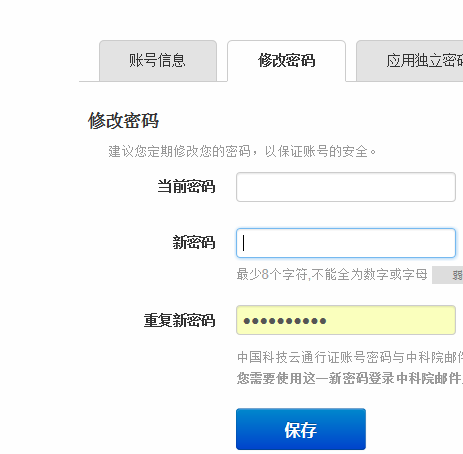 账号信息 修改密码 应用独立密码
修改密码
建议您定期修改您的密码，以保证账号的安全。
当前密码
新密码
最少8个字符,不能全为数字或字母 弱
重复新密码 ●●●●●●●●●●
中国科技云通行证账号密码与中科院邮件
您需要使用这一新密码登录中科院邮件
保存